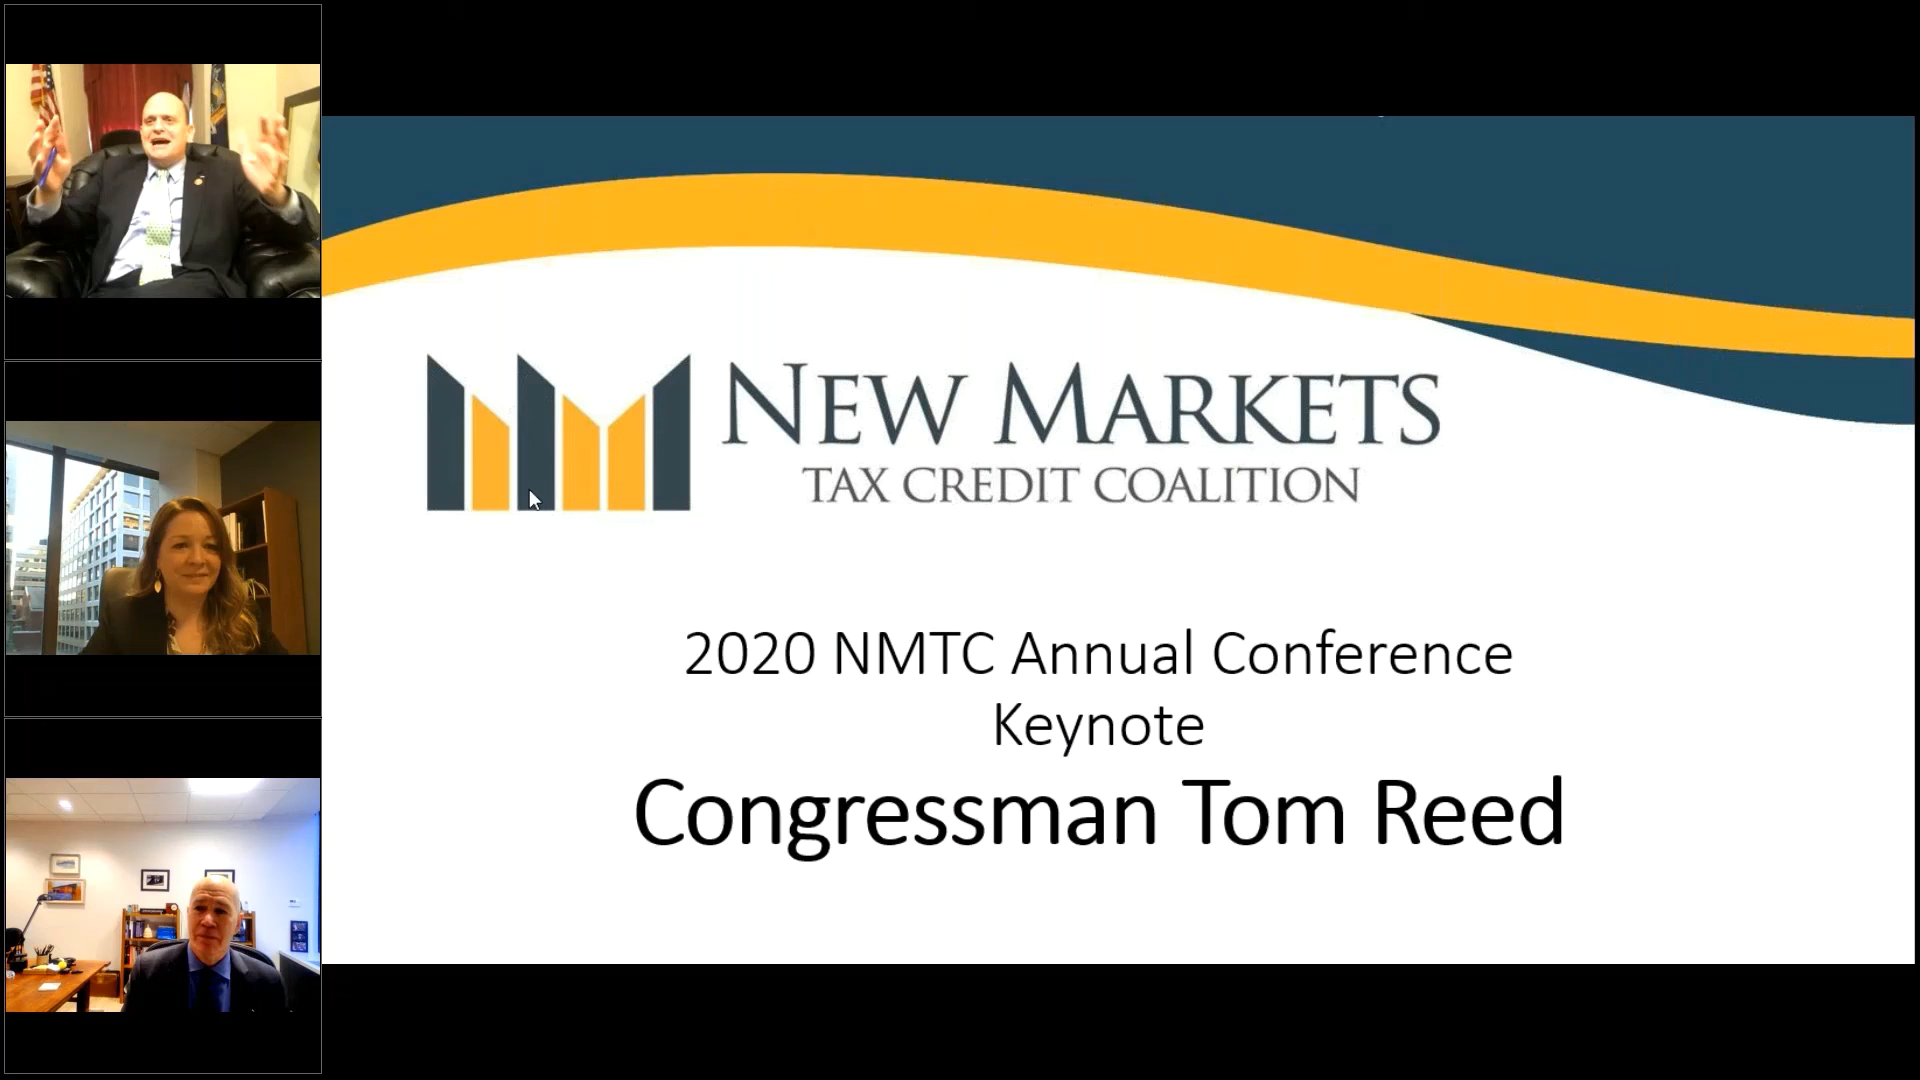 NEW MARKETS
TAX CREDIT COALITION
2020 NMTC Annual Conference
Keynote
Congressman Tom Reed